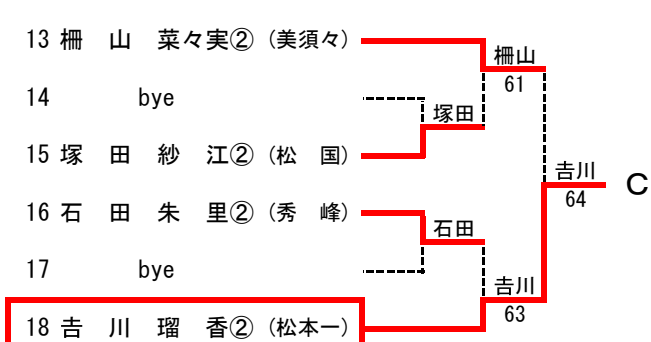 13 柵 山 菜々実② (美須々)
柵山
61
14 bye
塚田
15 塚 田 紗 江② (松 国)
吉川
64
C
16 石 田 朱 里② (秀 峰)
石田
17 bye
吉川
63
18 吉 川 瑠 香② (松本一)